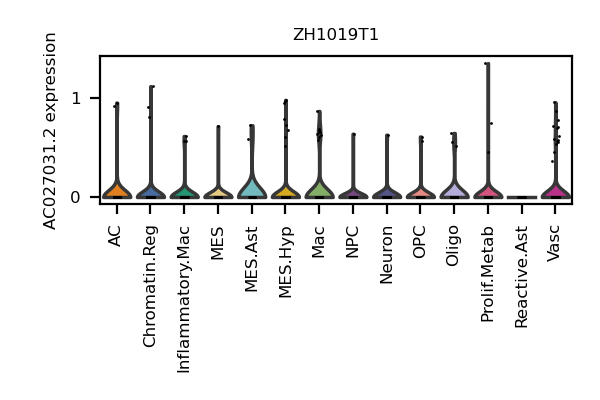 ZH1019T1
AC027031.2 expression
1
0
AC
Chromatin.Reg
Inflammatory.Mac
MES
MES.Ast
MES.Hyp
Mac
NPC
Neuron
OPC
Oligo
Prolif.Metab
Reactive.Ast
Vasc